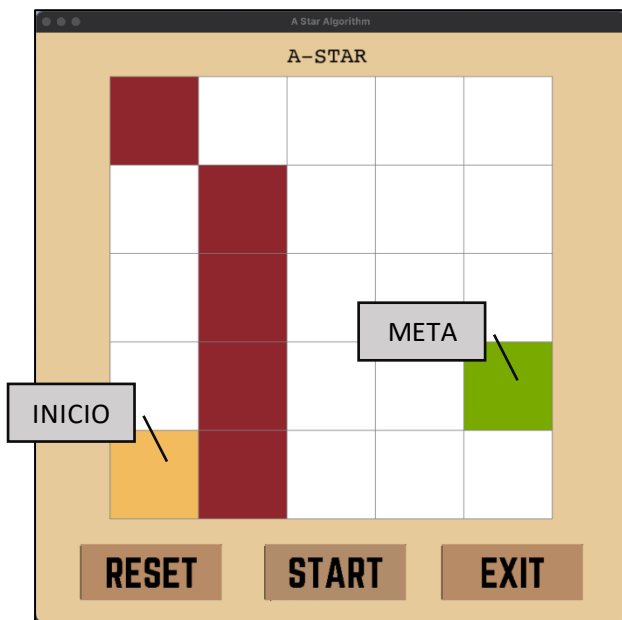 A Star Algorithm
A-STAR
META
INICIO
RESET
START
EXIT